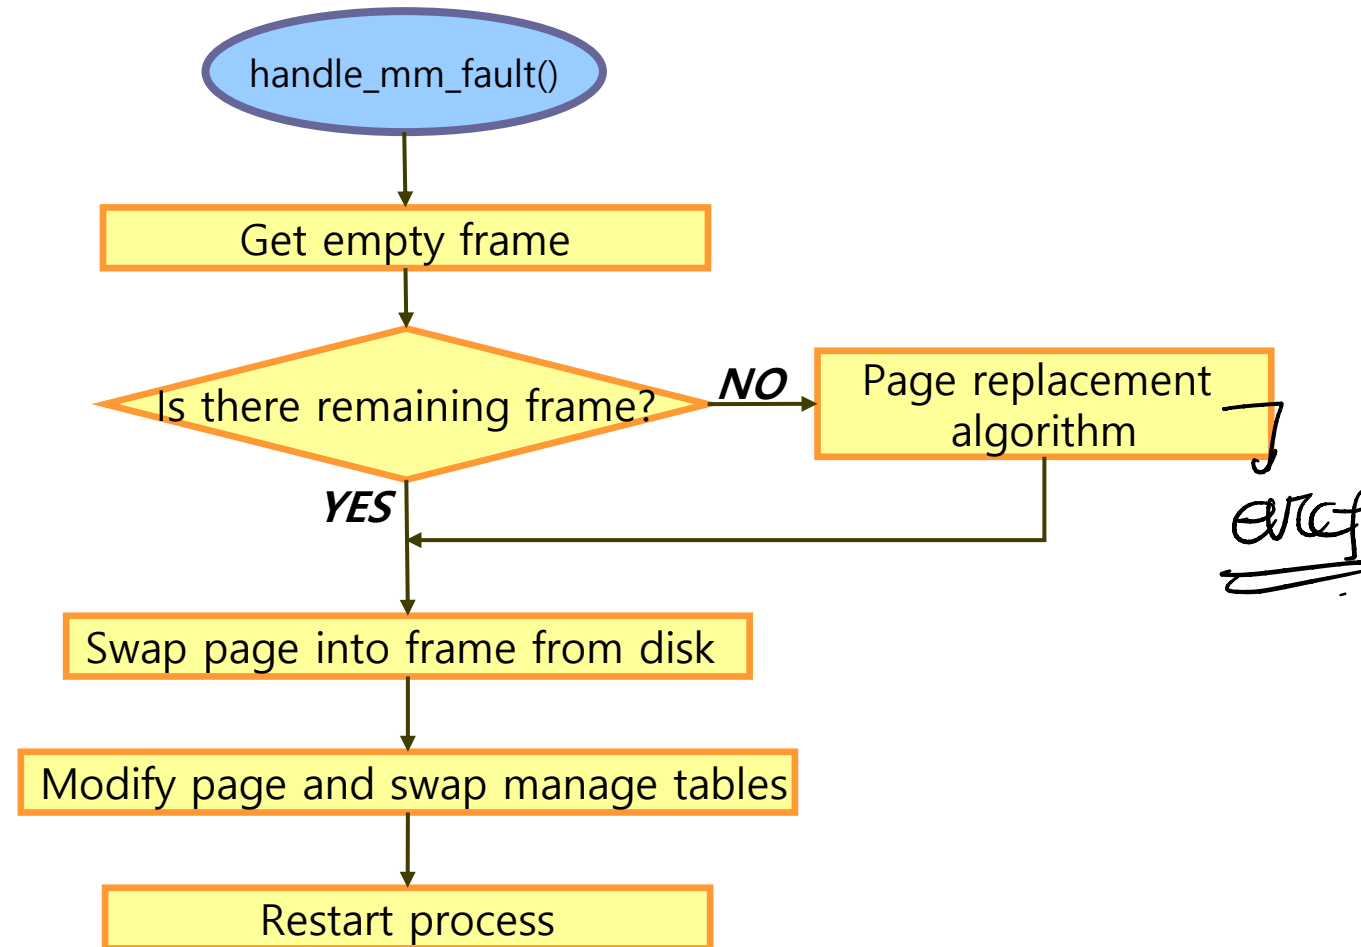 handle_mm_fault()
Get empty frame
Is there remaining frame?
NO
Page replacement
algorithm
YES
Swap page into frame from disk
Modify page and swap manage tables
Restart process